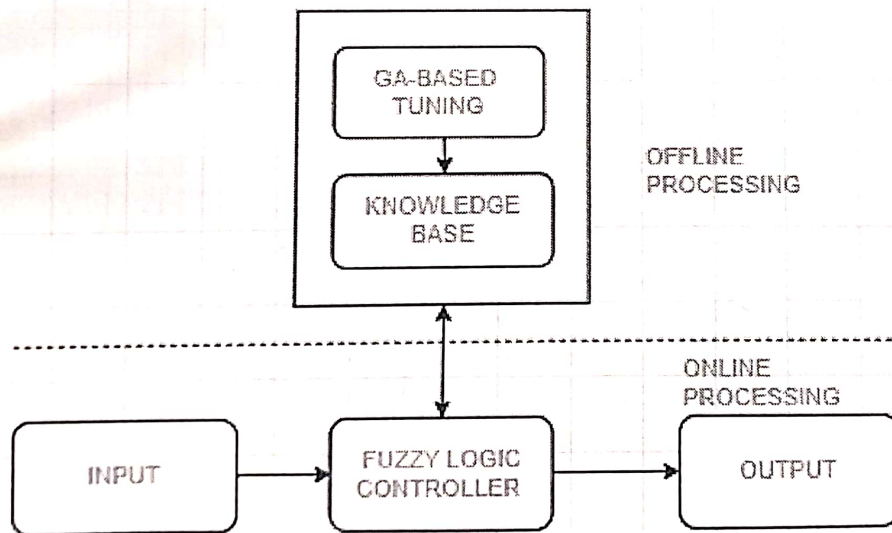 GA-BASED
TUNING
KNOWLEDGE
BASE
OFFLINE
PROCESSING
ONLINE
PROCESSING
INPUT
FUZZY LOGIC
CONTROLLER
OUTPUT